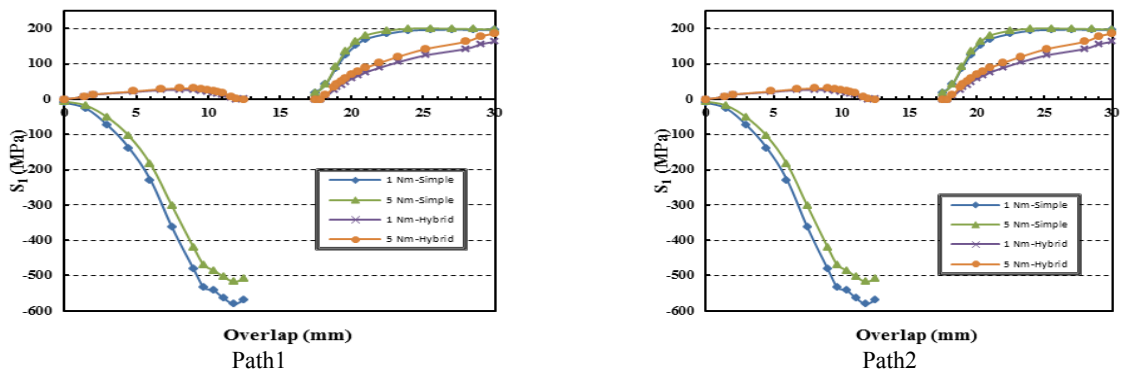 200
100
0
-100
-200
-300
-400
-500
-600
S1 (MPa)
0 5 10 15 20 25 30
1 Nm-Simple
5 Nm-Simple
1 Nm-Hybrid
5 Nm-Hybrid
Overlap (mm)
Path1
200
100
0
-100
-200
-300
-400
-500
-600
S1 (MPa)
0 5 10 15 20 25 30
1 Nm-Simple
5 Nm-Simple
1 Nm-Hybrid
5 Nm-Hybrid
Overlap (mm)
Path2